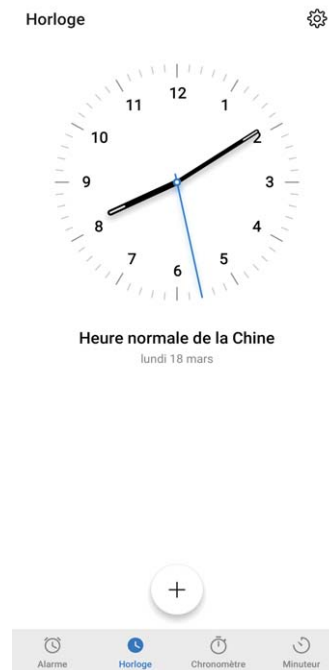 Horloge
12
11 1
10 2
9 3
8 4
7 5
6
Heure normale de la Chine
lundi 18 mars
+
Alarme Horloge Chronomètre Minuteur